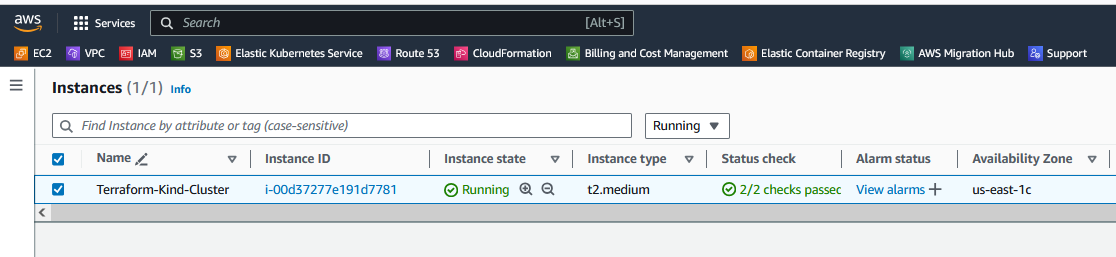 aws Services Search [Alt+S]
EC2 VPC IAM S3 Elastic Kubernetes Service Route 53 CloudFormation Billing and Cost Management Elastic Container Registry AWS Migration Hub Support
Instances (1/1) Info
Find Instance by attribute or tag (case-sensitive) Running
Name Instance ID Instance state Instance type Status check Alarm status Availability Zone
Terraform-Kind-Cluster i-00d37277e191d7781 Running t2.medium 2/2 checks passec View alarms us-east-1c